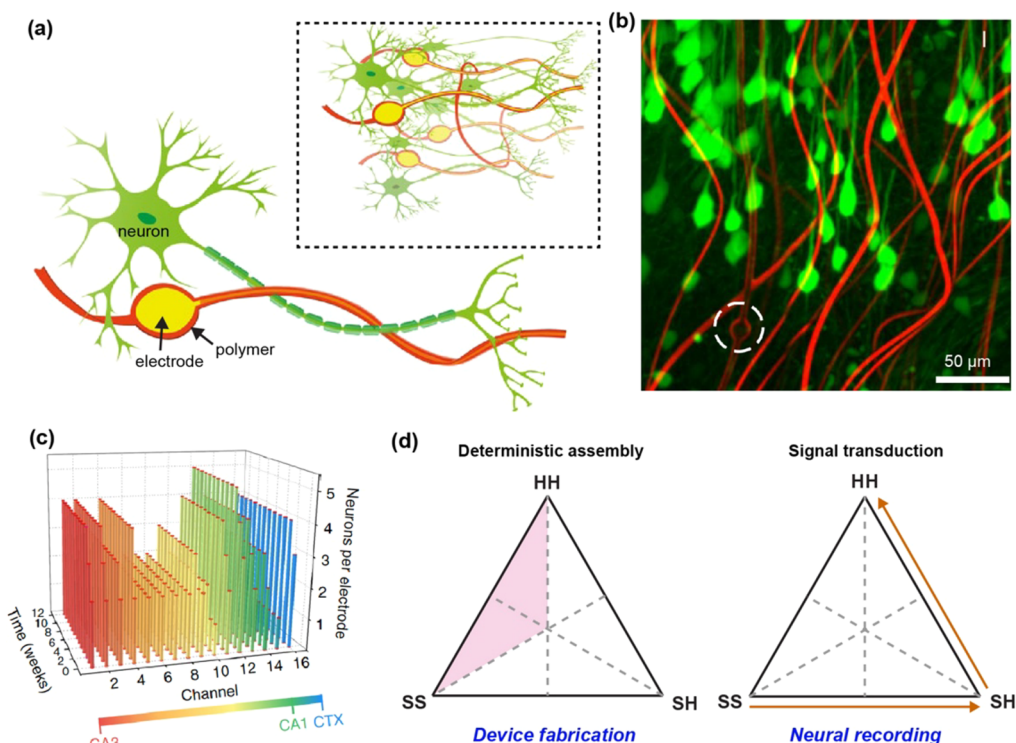 (a)
neuron
electrode
polymer
(b)
50 µm
(c)
Neurons per electrode
5
4
3
2
1
Time (weeks)
12
8
6
4
2
0
2
4
6
8
10
12
14
16
Channel
CA1 CTX
(d)
Deterministic assembly
HH
SS
SH
Device fabrication
Signal transduction
HH
SS
SH
Neural recording